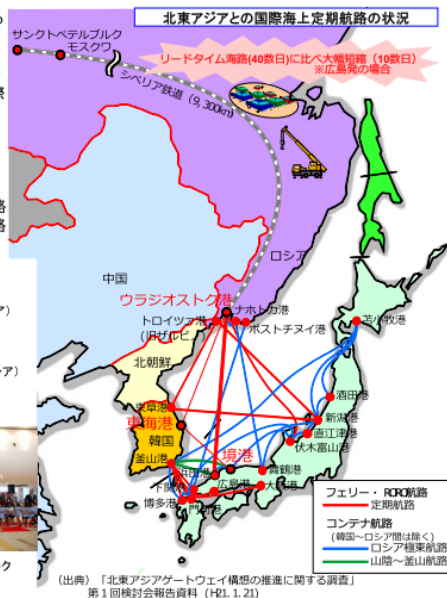 北東アジアとの国際海上定期航路の状況
サンクトペテルブルク
モスクワ
リードタイム海路(40数日)に比べ大幅短縮（10数日）
※広島発の場合
シベリア鉄道（9,300km）
ロシア
中国
ウラジオストク港
ナホトカ港
トロイツァ港
(旧ザルビノ)
ボストチヌイ港
苫小牧港
北朝鮮
酒田港
束草港
新潟港
東海港
直江津港
韓国
伏木富山港
釜山港
境港
浜田港
舞鶴港
下関港
広島港
大阪港
博多港
門司港
フェリー・RORO航路
定期航路
コンテナ航路
(韓国～ロシア間は除く)
ロシア極東航路
山陰～釜山航路
(出典）「北東アジアゲートウェイ構想の推進に関する調査」
第1回検討会報告資料（H21.1.21）